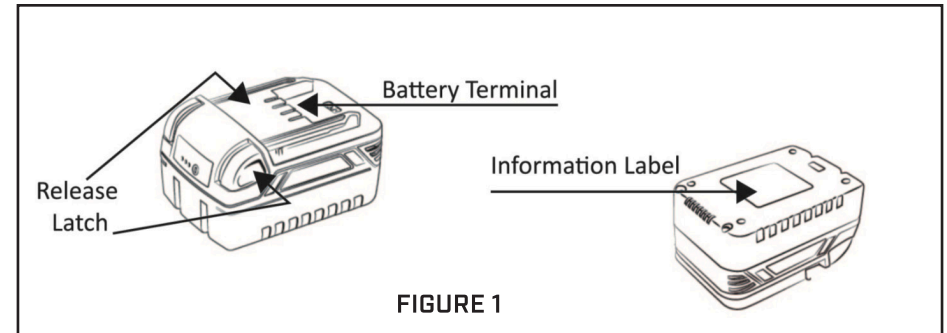 Battery Terminal
Information Label
Release
Latch
FIGURE 1